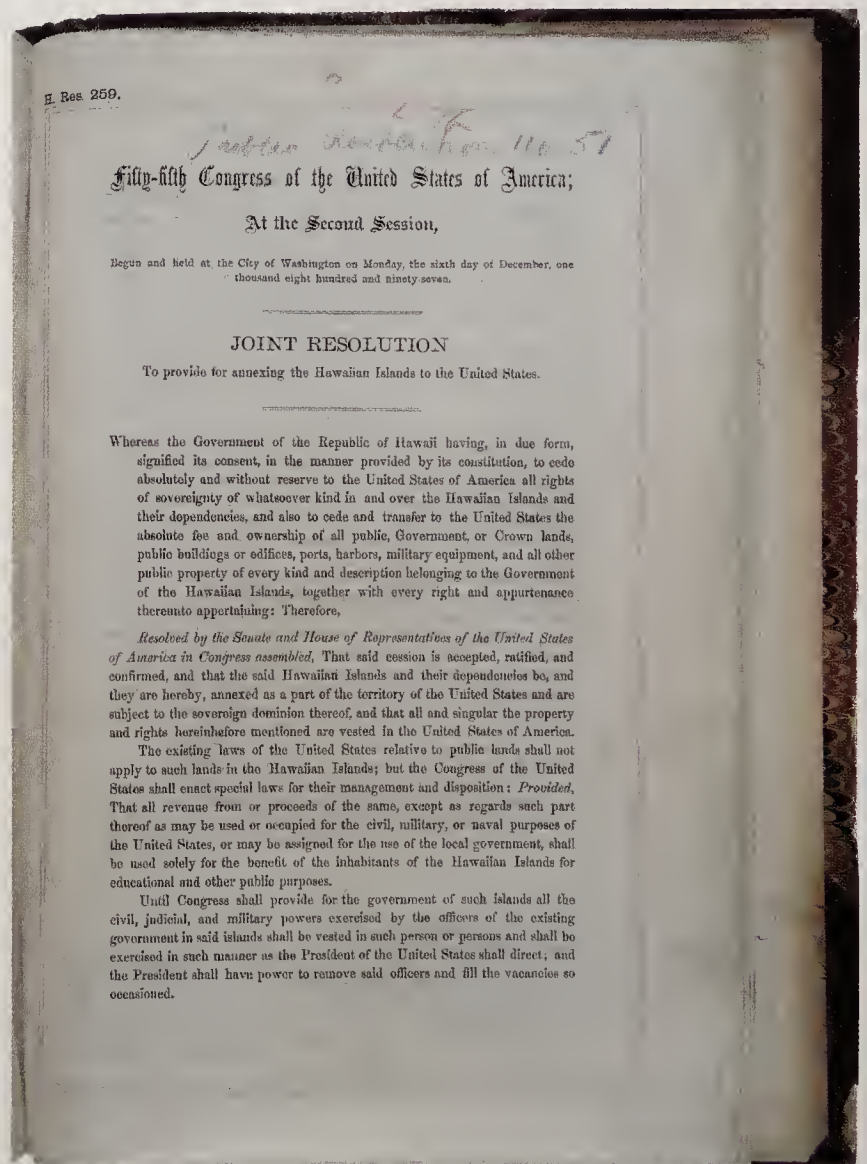 H. Res. 259.
Public Resolution No 51
Fifty-fifth Congress of the United States of America;
At the Second Session,
Begun and held at the City of Washington on Monday, the sixth day of December, one
thousand eight hundred and ninety-seven.
JOINT RESOLUTION
To provide for annexing the Hawaiian Islands to the United States.
Whereas the Government of the Republic of Hawaii having, in due form,
signified its consent, in the manner provided by its constitution, to cede
absolutely and without reserve to the United States of America all rights
of sovereignty of whatsoever kind in and over the Hawaiian Islands and
their dependencies, and also to cede and transfer to the United States the
absolute fee and ownership of all public, Government, or Crown lands,
public buildings or edifices, ports, harbors, military equipment, and all other
public property of every kind and description belonging to the Government
of the Hawaiian Islands, together with every right and appurtenance
thereunto appertaining: Therefore,
Resolved by the Senate and House of Representatives of the United States
of America in Congress assembled, That said cession is accepted, ratified, and
confirmed, and that the said Hawaiian Islands and their dependencies be, and
they are hereby, annexed as a part of the territory of the United States and are
subject to the sovereign dominion thereof, and that all and singular the property
and rights hereinbefore mentioned are vested in the United States of America.
The existing laws of the United States relative to public lands shall not
apply to such lands in the Hawaiian Islands; but the Congress of the United
States shall enact special laws for their management and disposition: Provided,
That all revenue from or proceeds of the same, except as regards such part
thereof as may be used or occupied for the civil, military, or naval purposes of
the United States, or may be assigned for the use of the local government, shall
be used solely for the benefit of the inhabitants of the Hawaiian Islands for
educational and other public purposes.
Until Congress shall provide for the government of such islands all the
civil, judicial, and military powers exercised by the officers of the existing
government in said islands shall be vested in such person or persons and shall be
exercised in such manner as the President of the United States shall direct; and
the President shall have power to remove said officers and fill the vacancies so
occasioned.